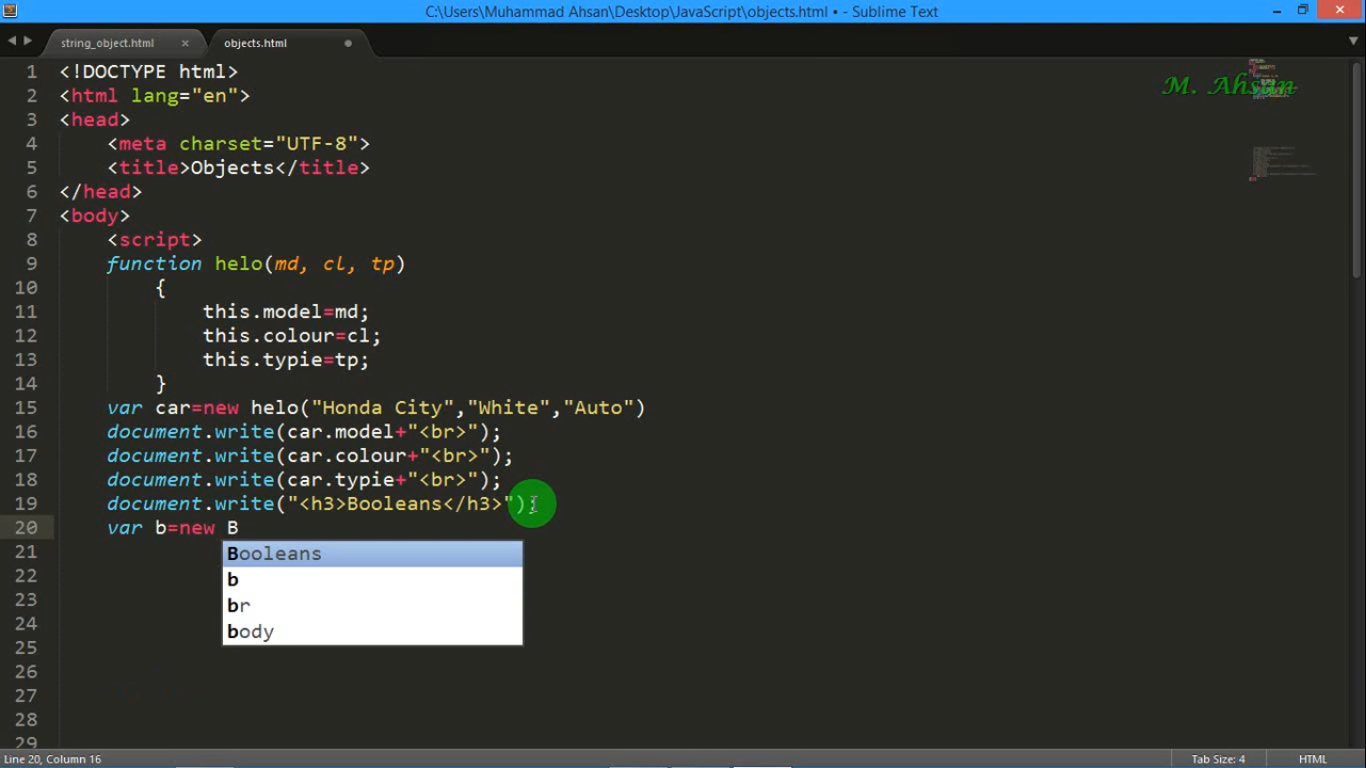 C:\Users\Muhammad Ahsan\Desktop\JavaScript\objects.html • - Sublime Text
string_object.html × objects.html
M. Ahsan
1 <!DOCTYPE html>
2 <html lang="en">
3 <head>
4 <meta charset="UTF-8">
5 <title>Objects</title>
6 </head>
7 <body>
8 <script>
9 function helo(md, cl, tp)
10 {
11 this.model=md;
12 this.colour=cl;
13 this.typie=tp;
14 }
15 var car=new helo("Honda City","White","Auto")
16 document.write(car.model+"<br>");
17 document.write(car.colour+"<br>");
18 document.write(car.typie+"<br>");
19 document.write("<h3>Booleans</h3>");
20 var b=new B
21 Booleans
22 b
23 br
24 body
25
26
27
28
29
Line 20, Column 16 Tab Size: 4 HTML